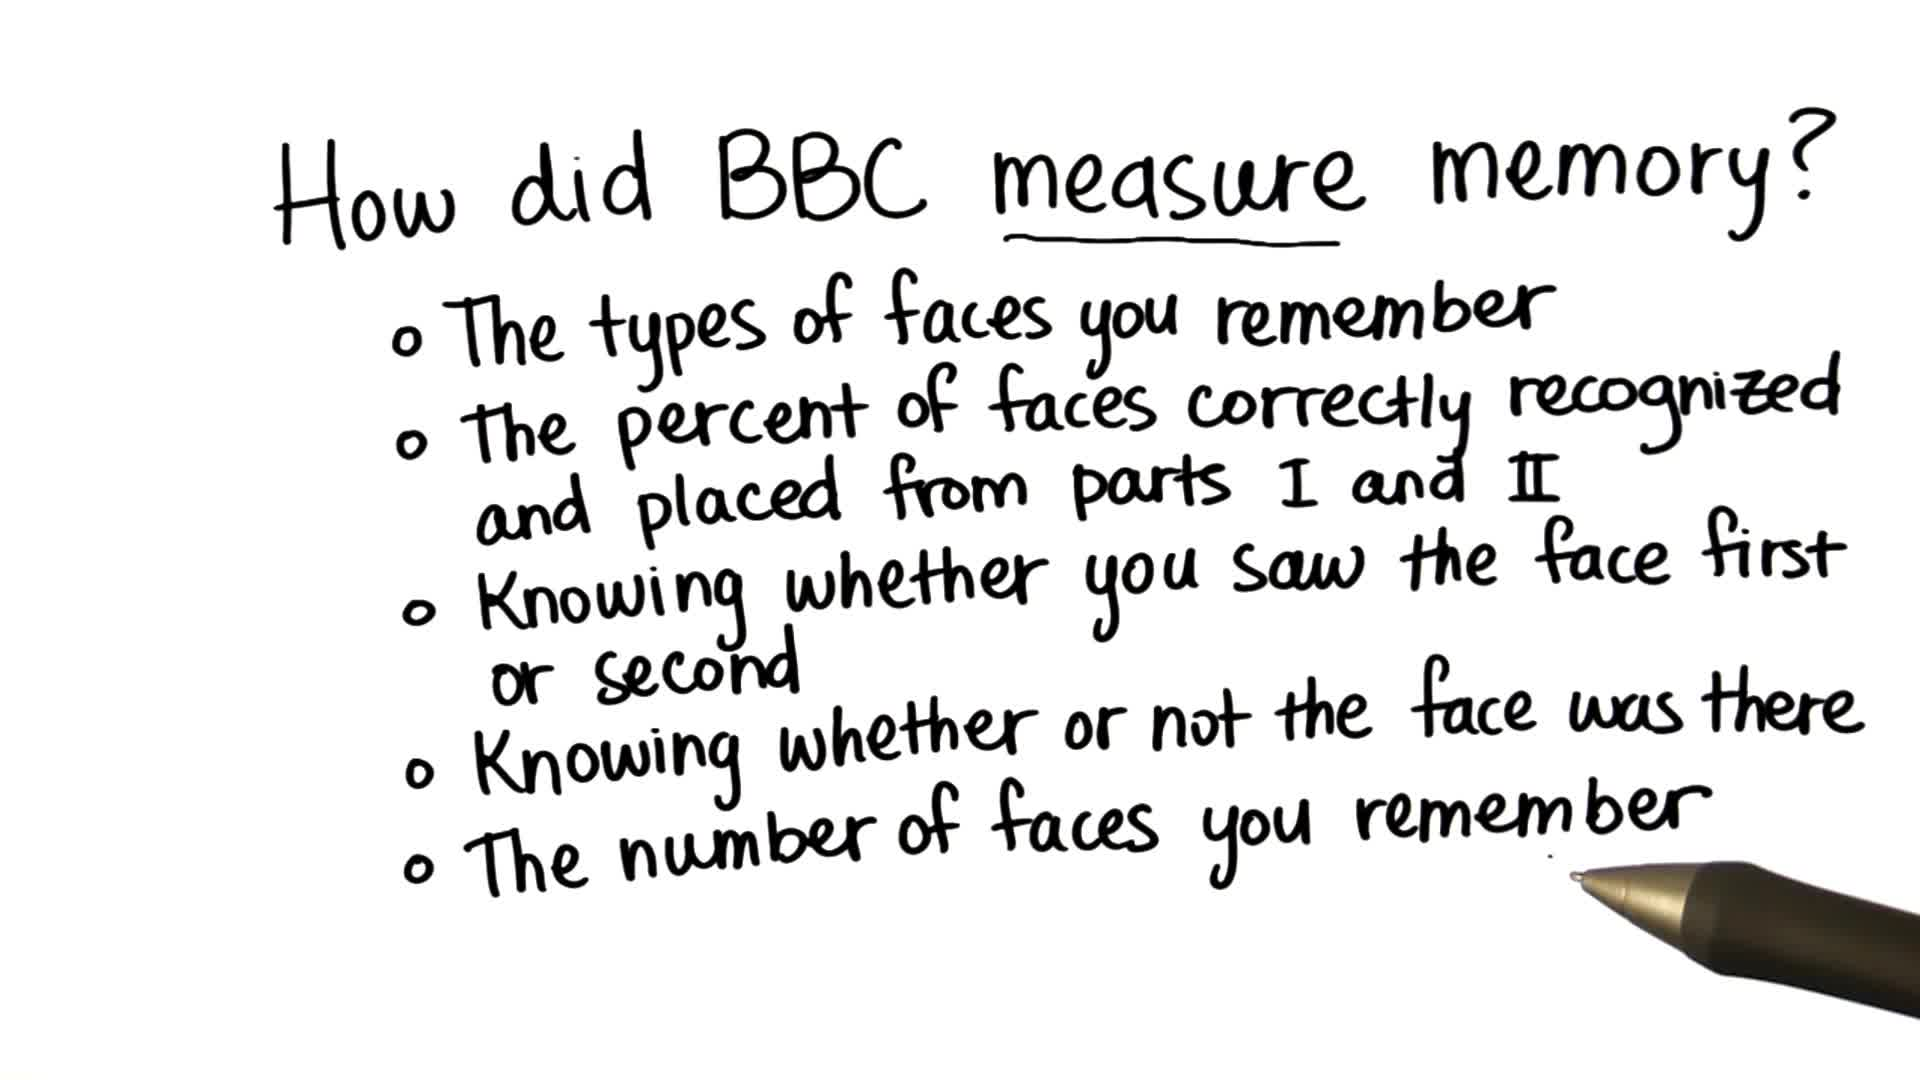 How did BBC measure memory?
o The types of faces you remember
o The percent of faces correctly recognized
and placed from parts I and II
o Knowing whether you saw the face first
or second
o Knowing whether or not the face was there
o The number of faces you remember